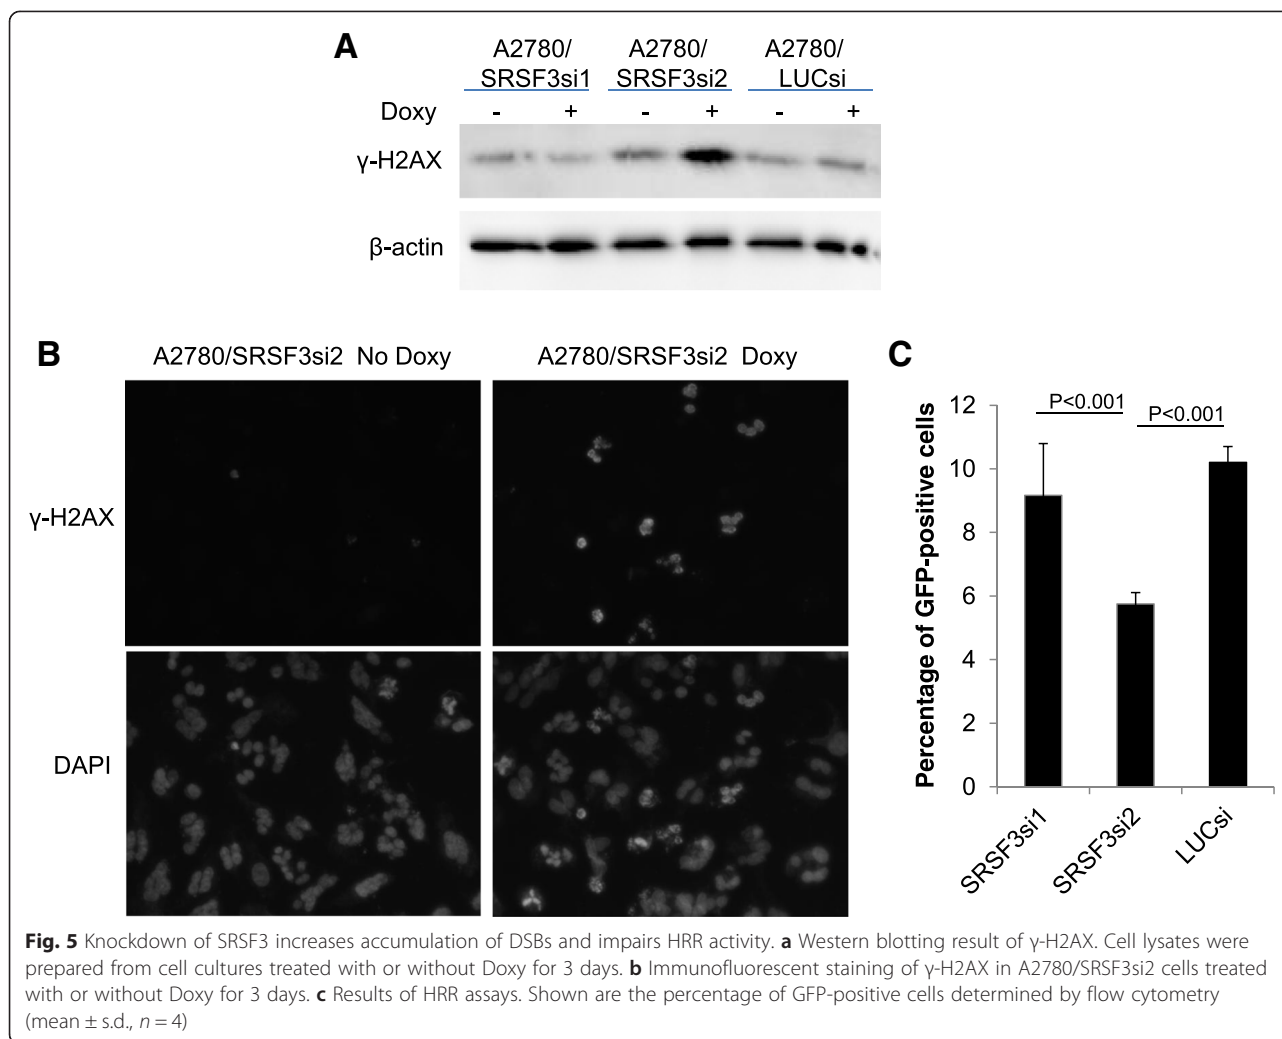 A
A2780/ A2780/ A2780/
SRSF3si1 SRSF3si2 LUCsi
Doxy - + - + - +
γ-H2AX
β-actin
B
A2780/SRSF3si2 No Doxy A2780/SRSF3si2 Doxy
γ-H2AX
DAPI
C
Percentage of GFP-positive cells
P<0.001 P<0.001
12
10
8
6
4
2
0
SRSF3si1 SRSF3si2 LUCsi
Fig. 5 Knockdown of SRSF3 increases accumulation of DSBs and impairs HRR activity. a Western blotting result of γ-H2AX. Cell lysates were
prepared from cell cultures treated with or without Doxy for 3 days. b Immunofluorescent staining of γ-H2AX in A2780/SRSF3si2 cells treated
with or without Doxy for 3 days. c Results of HRR assays. Shown are the percentage of GFP-positive cells determined by flow cytometry
(mean ± s.d., n = 4)